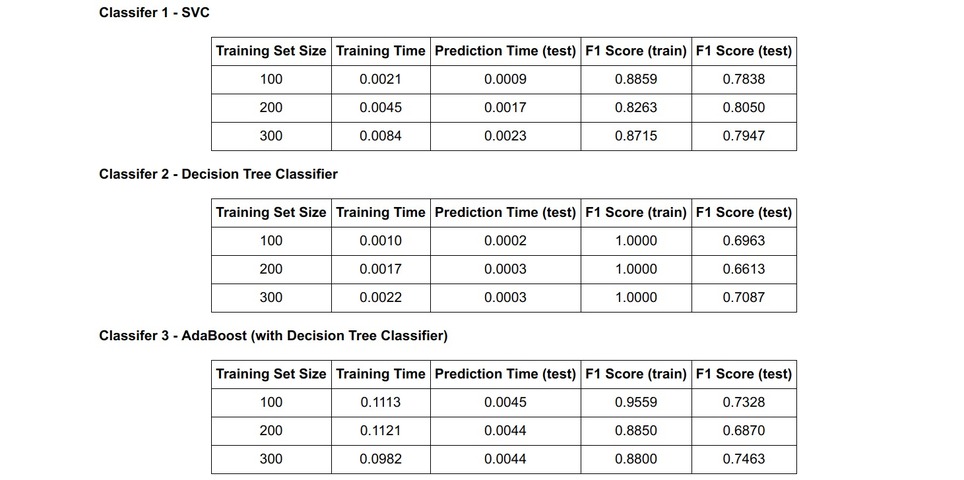 Classifer 1 - SVC
Training Set Size Training Time Prediction Time (test) F1 Score (train) F1 Score (test)
100 0.0021 0.0009 0.8859 0.7838
200 0.0045 0.0017 0.8263 0.8050
300 0.0084 0.0023 0.8715 0.7947
Classifer 2 - Decision Tree Classifier
Training Set Size Training Time Prediction Time (test) F1 Score (train) F1 Score (test)
100 0.0010 0.0002 1.0000 0.6963
200 0.0017 0.0003 1.0000 0.6613
300 0.0022 0.0003 1.0000 0.7087
Classifer 3 - AdaBoost (with Decision Tree Classifier)
Training Set Size Training Time Prediction Time (test) F1 Score (train) F1 Score (test)
100 0.1113 0.0045 0.9559 0.7328
200 0.1121 0.0044 0.8850 0.6870
300 0.0982 0.0044 0.8800 0.7463